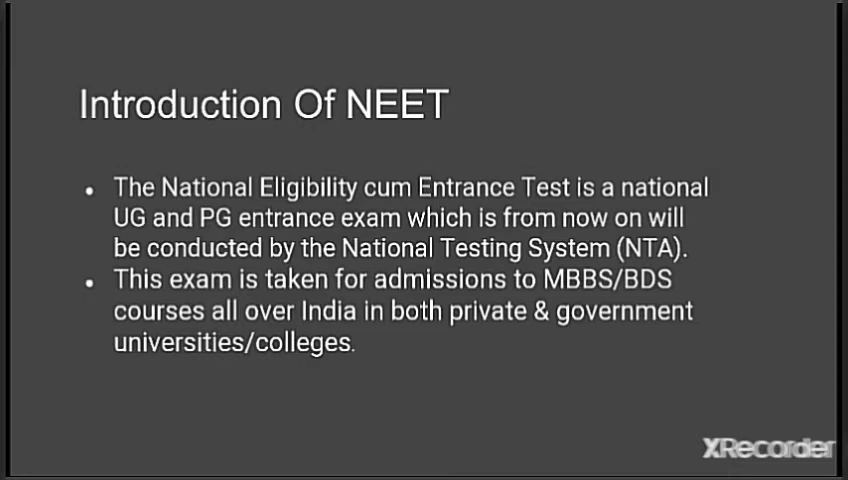 Introduction Of NEET
• The National Eligibility cum Entrance Test is a national
UG and PG entrance exam which is from now on will
be conducted by the National Testing System (NTA).
• This exam is taken for admissions to MBBS/BDS
courses all over India in both private & government
universities/colleges.
XRecorder